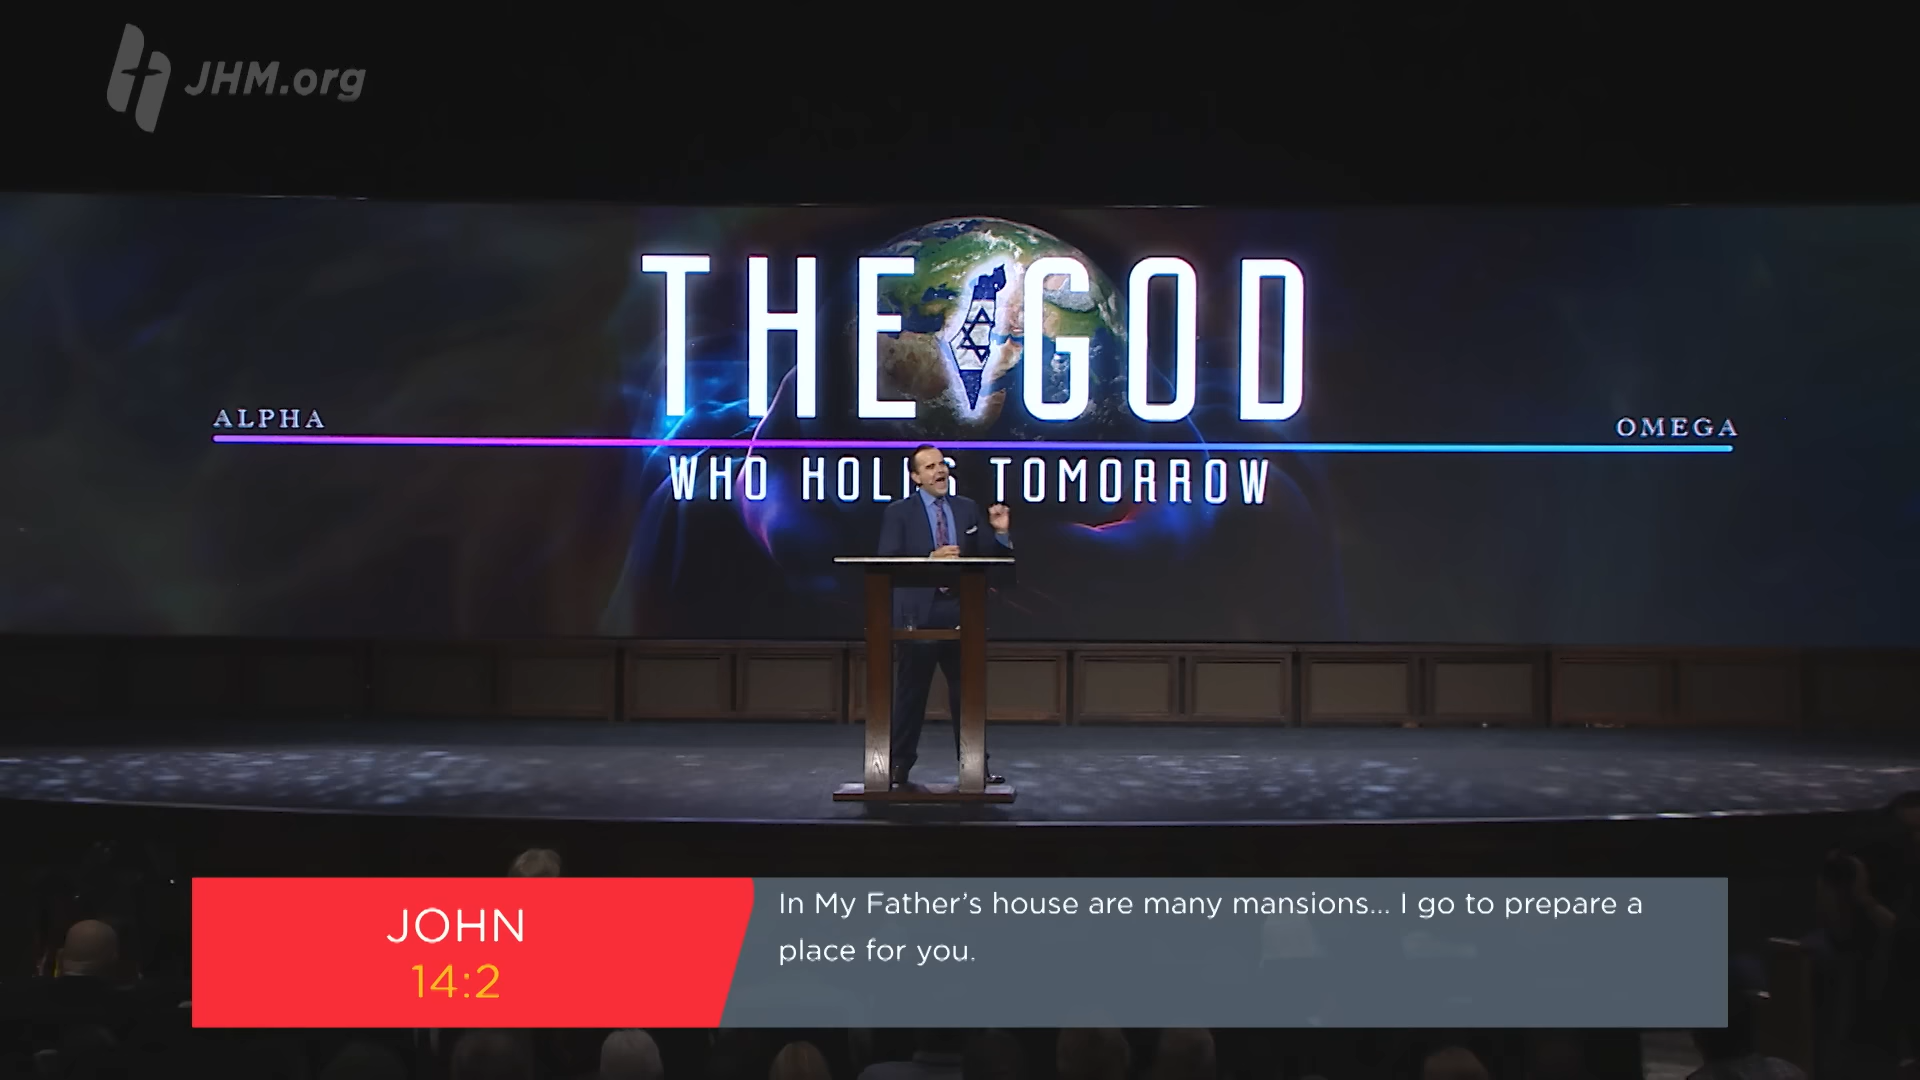 JHM.org
THE GOD
ALPHA
OMEGA
WHO HOLDS TOMORROW
JOHN
14:2
In My Father's house are many mansions... I go to prepare a
place for you.